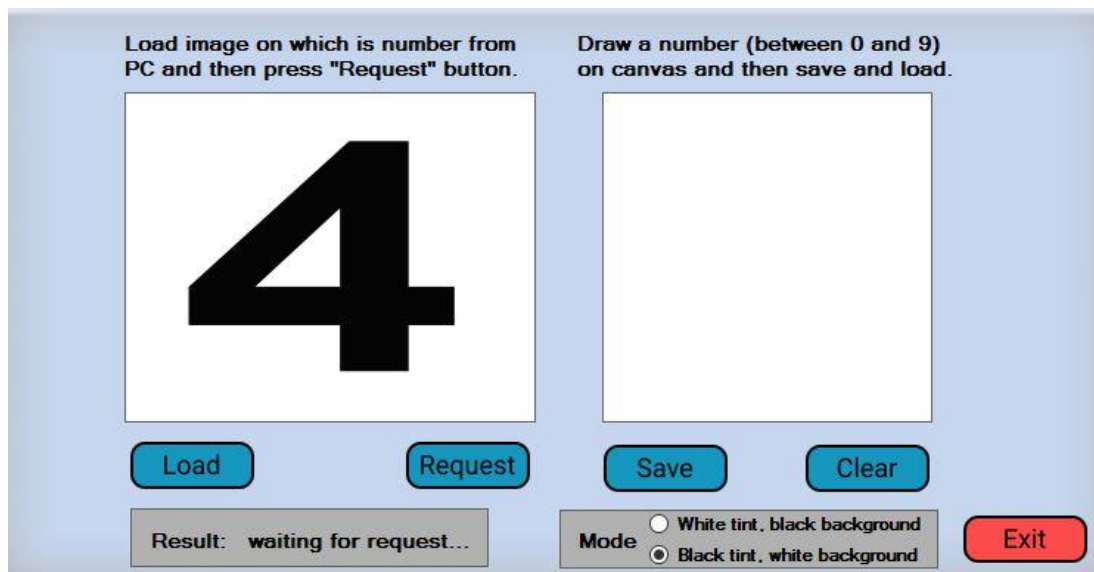 Load image on which is number from
PC and then press "Request" button.
Draw a number (between 0 and 9)
on canvas and then save and load.
4
Load
Request
Save
Clear
Result: waiting for request...
Mode
White tint, black background
Black tint, white background
Exit